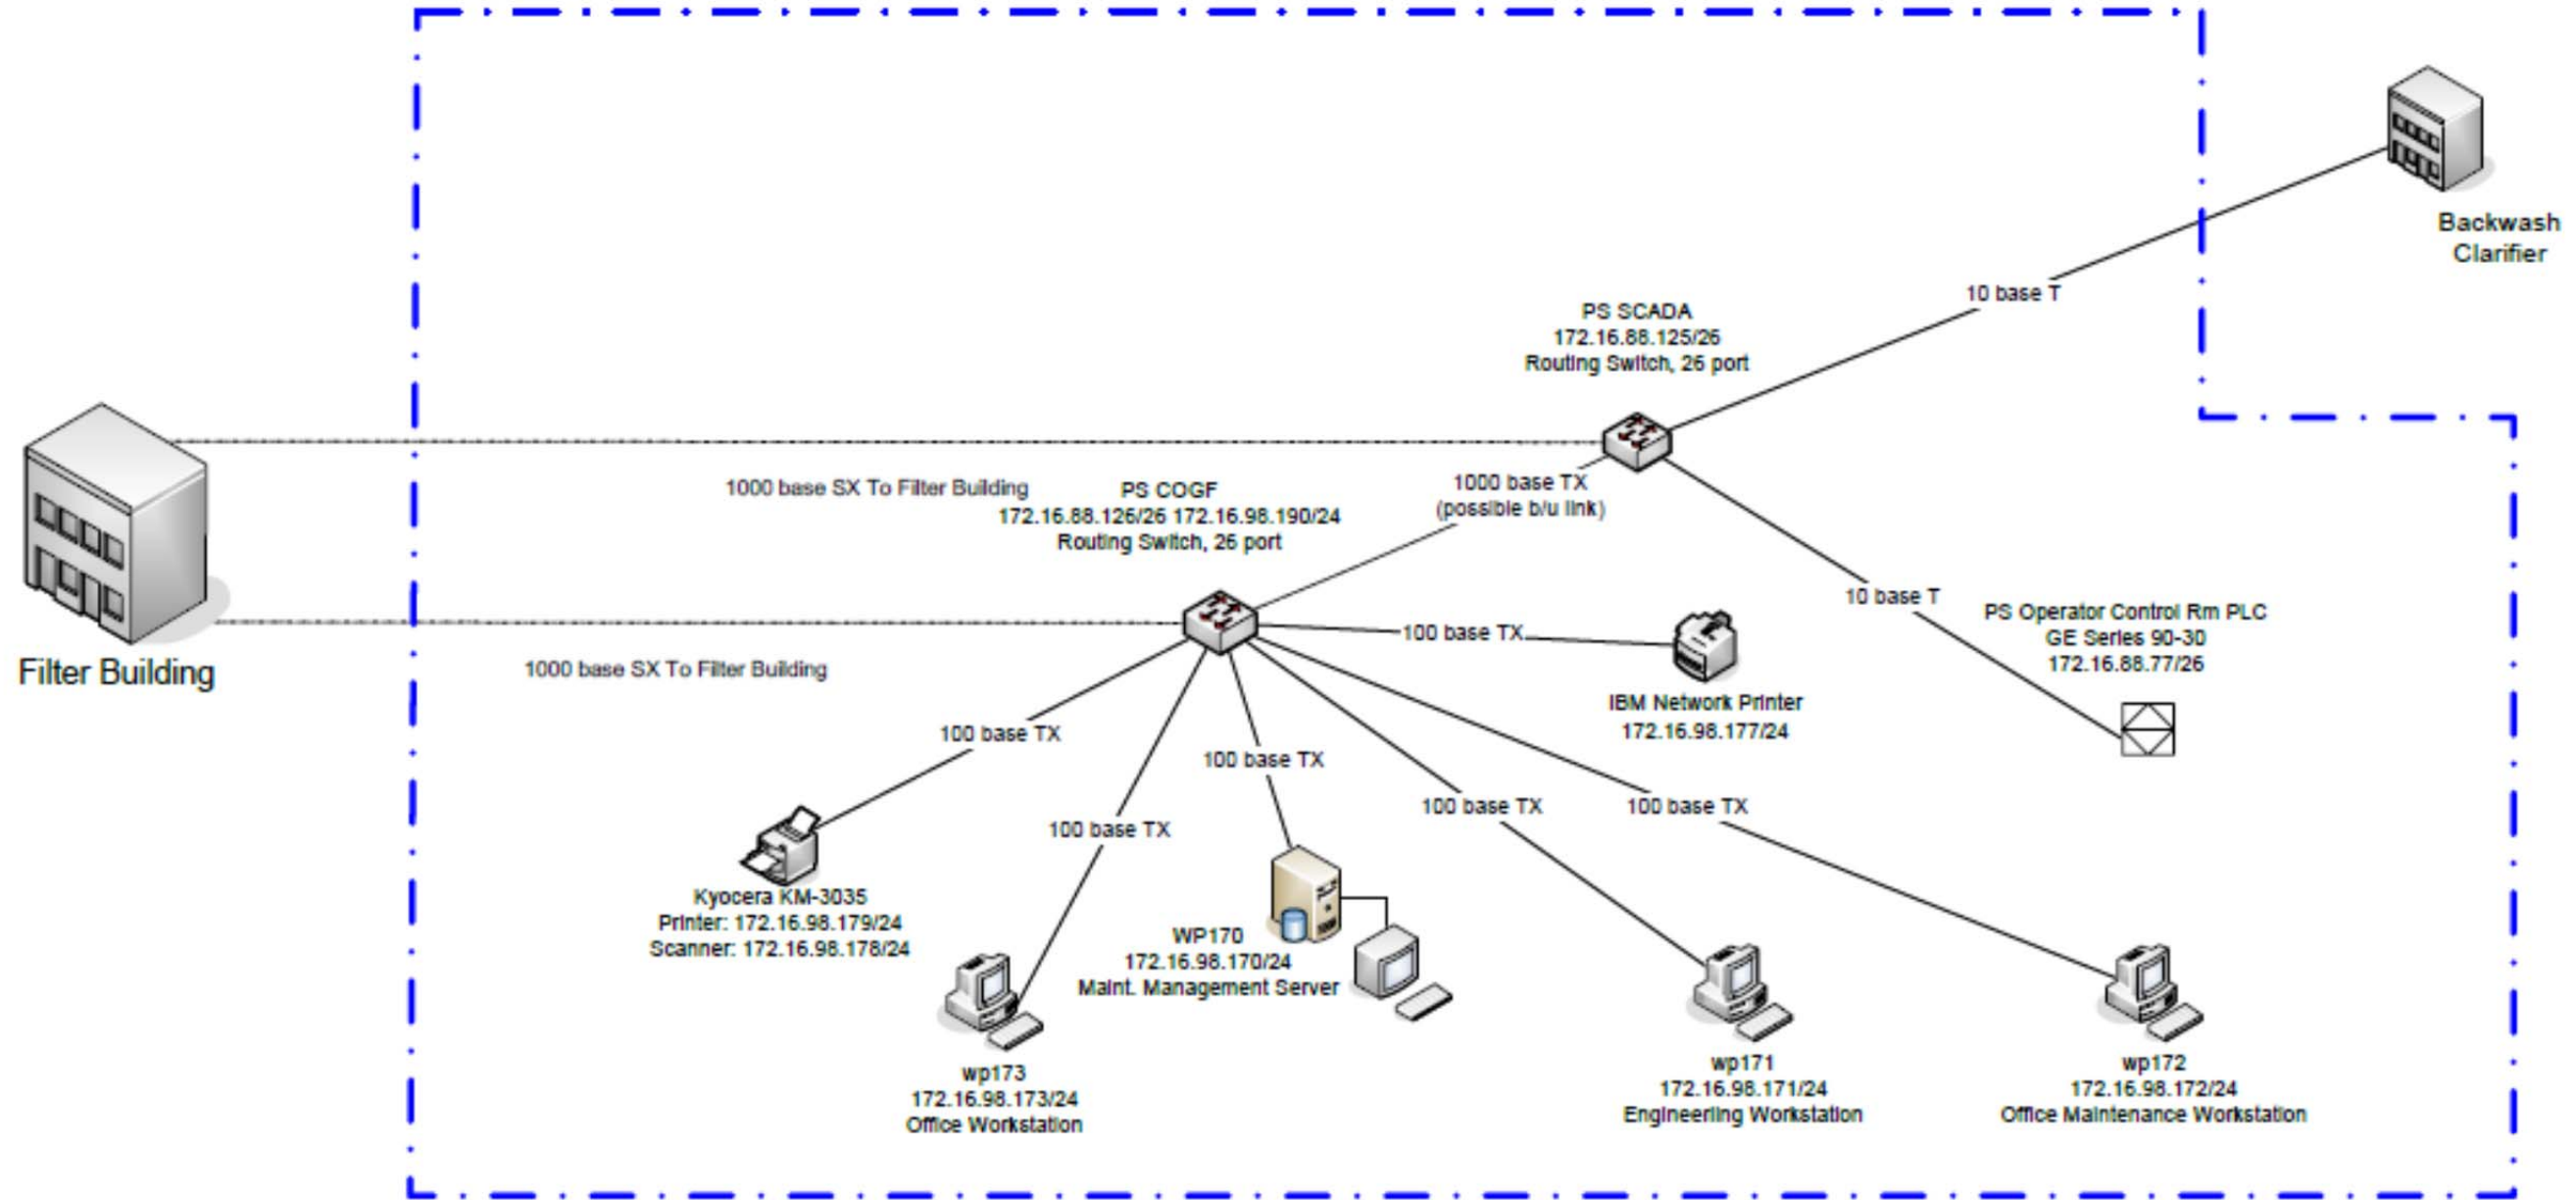 Backwash
Clarifier
10 base T
PS SCADA
172.16.88.125/26
Routing Switch, 26 port
1000 base SX To Filter Building
PS COGF
172.16.88.126/26 172.16.98.190/24
Routing Switch, 26 port
1000 base TX
(possible b/u link)
10 base T
PS Operator Control Rm PLC
GE Series 90-30
172.16.88.77/26
Filter Building
1000 base SX To Filter Building
100 base TX
IBM Network Printer
172.16.98.177/24
100 base TX
100 base TX
100 base TX
100 base TX
100 base TX
Kyocera KM-3035
Printer: 172.16.98.179/24
Scanner: 172.16.98.178/24
WP170
172.16.98.170/24
Maint. Management Server
wp173
172.16.98.173/24
Office Workstation
wp171
172.16.98.171/24
Engineering Workstation
wp172
172.16.98.172/24
Office Maintenance Workstation